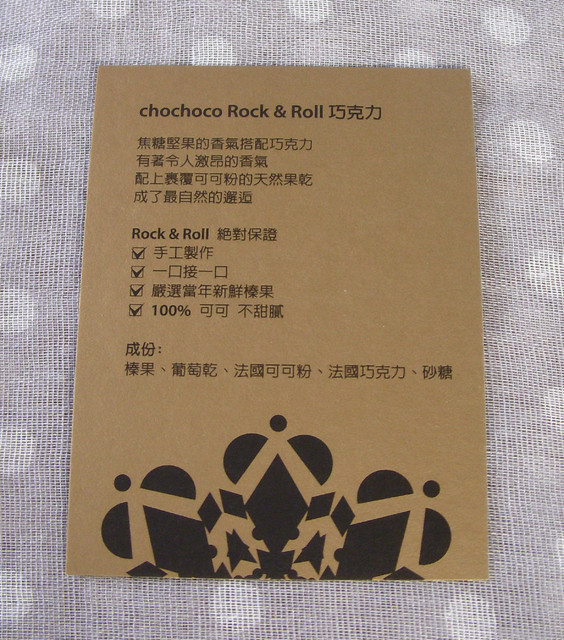 chochoco Rock & Roll 巧克力
焦糖堅果的香氣搭配巧克力
有著令人激昂的香氣
配上裹覆可可粉的天然果乾
成了最自然的邂逅
Rock & Roll 絕對保證
☑ 手工製作
☑ 一口接一口
☑ 嚴選當年新鮮榛果
☑ 100% 可可 不甜膩
成份：
榛果、葡萄乾、法國可可粉、法國巧克力、砂糖